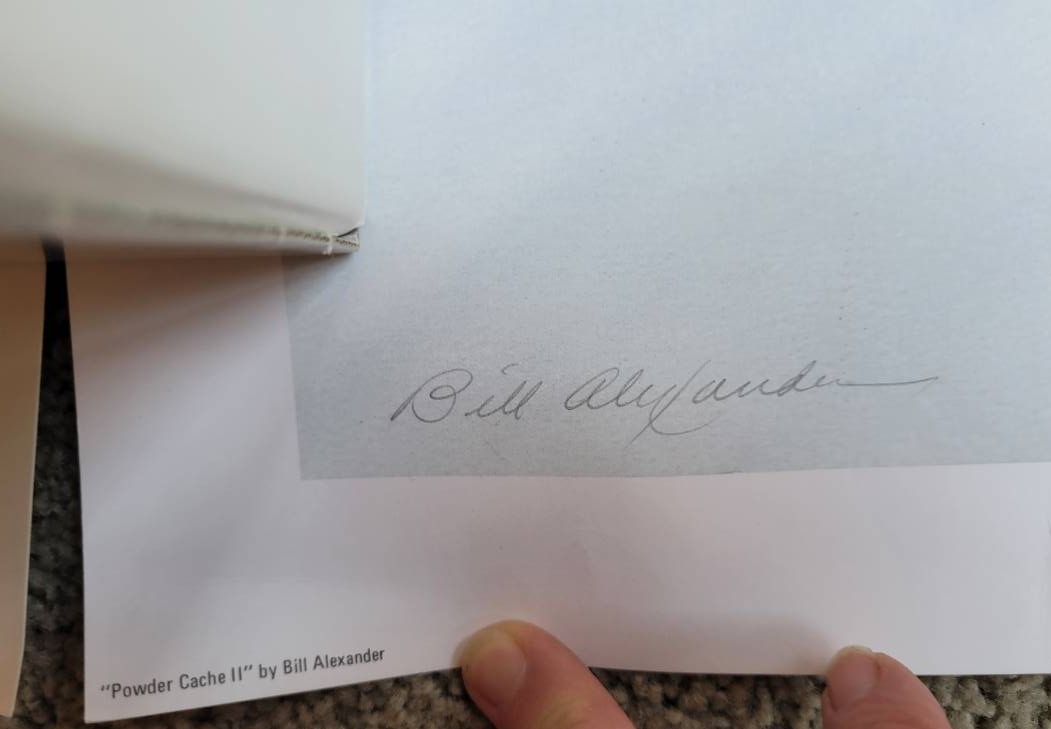 Bill Alexander
"Powder Cache II" by Bill Alexander